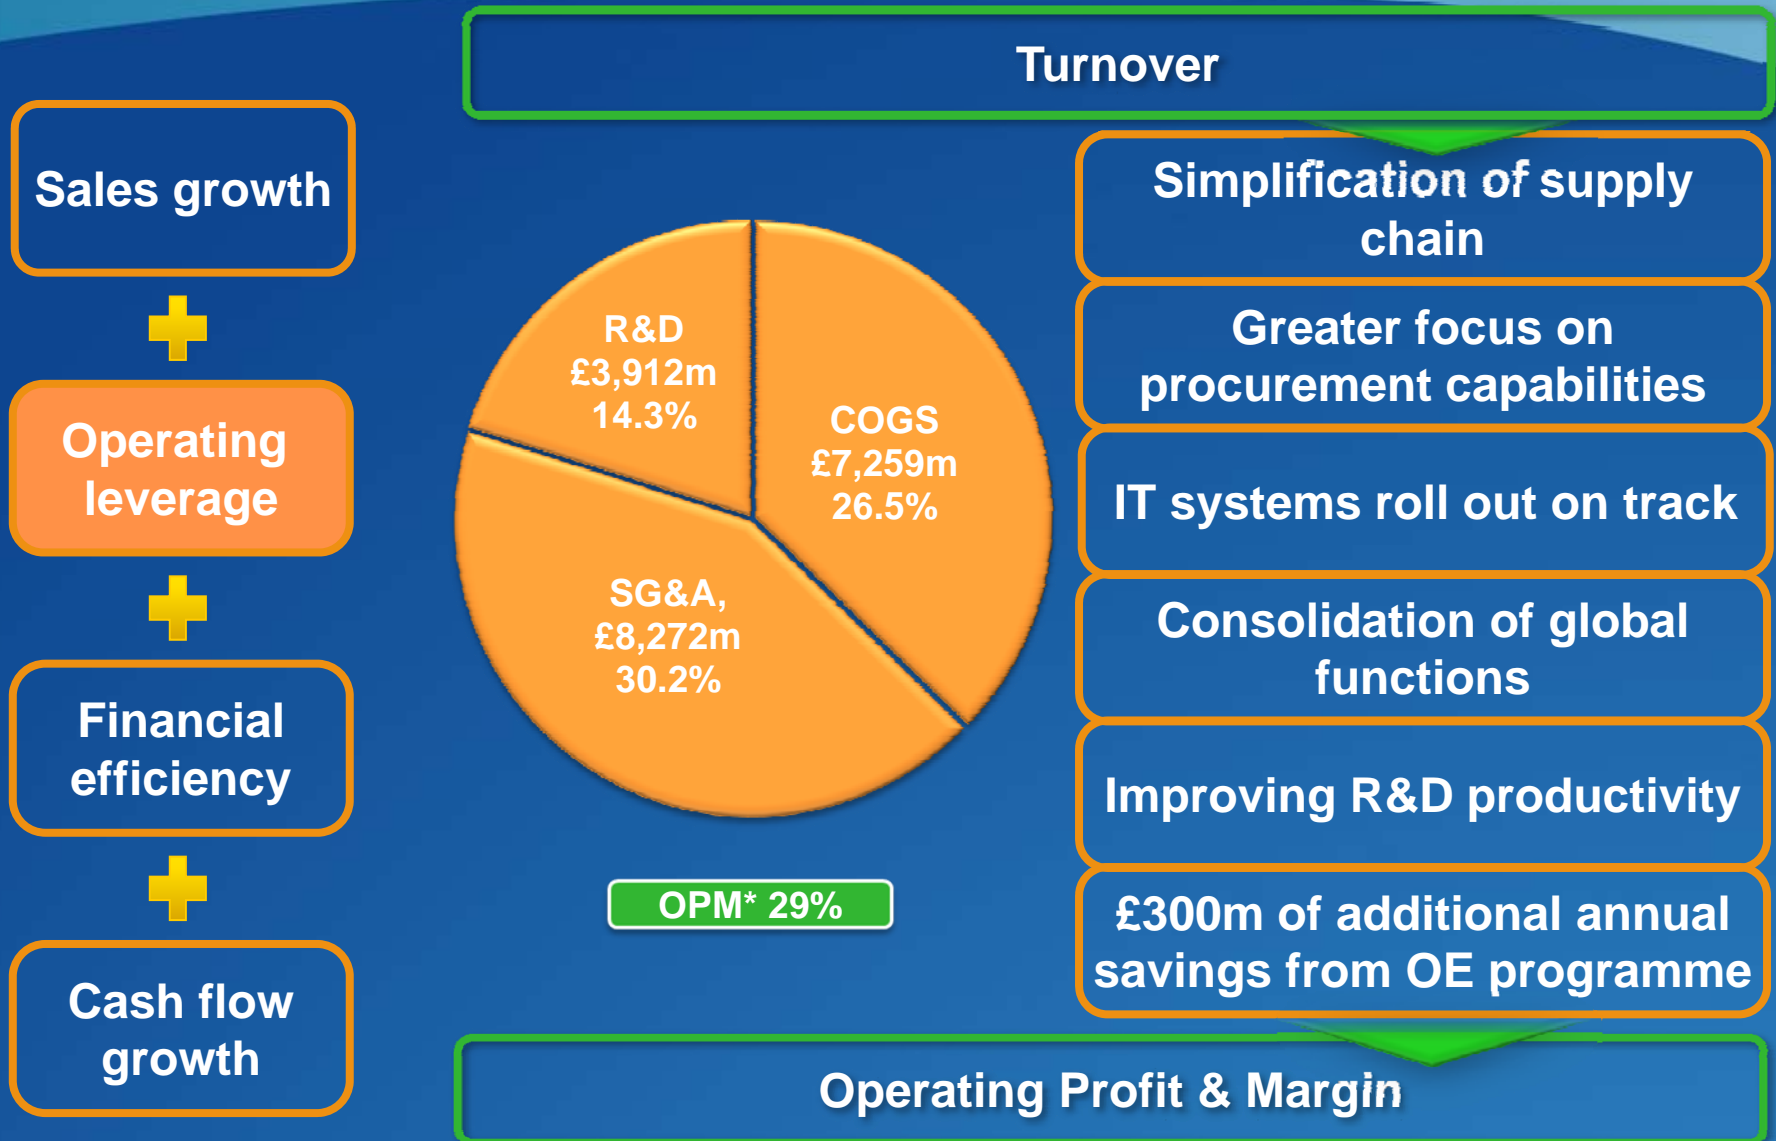 Turnover
Sales growth
Operating
leverage
Financial
efficiency
Cash flow
growth
R&D
£3,912m
14.3%
COGS
£7,259m
26.5%
SG&A,
£8,272m
30.2%
OPM* 29%
Simplification of supply
chain
Greater focus on
procurement capabilities
IT systems roll out on track
Consolidation of global
functions
Improving R&D productivity
£300m of additional annual
savings from OE programme
Operating Profit & Margin